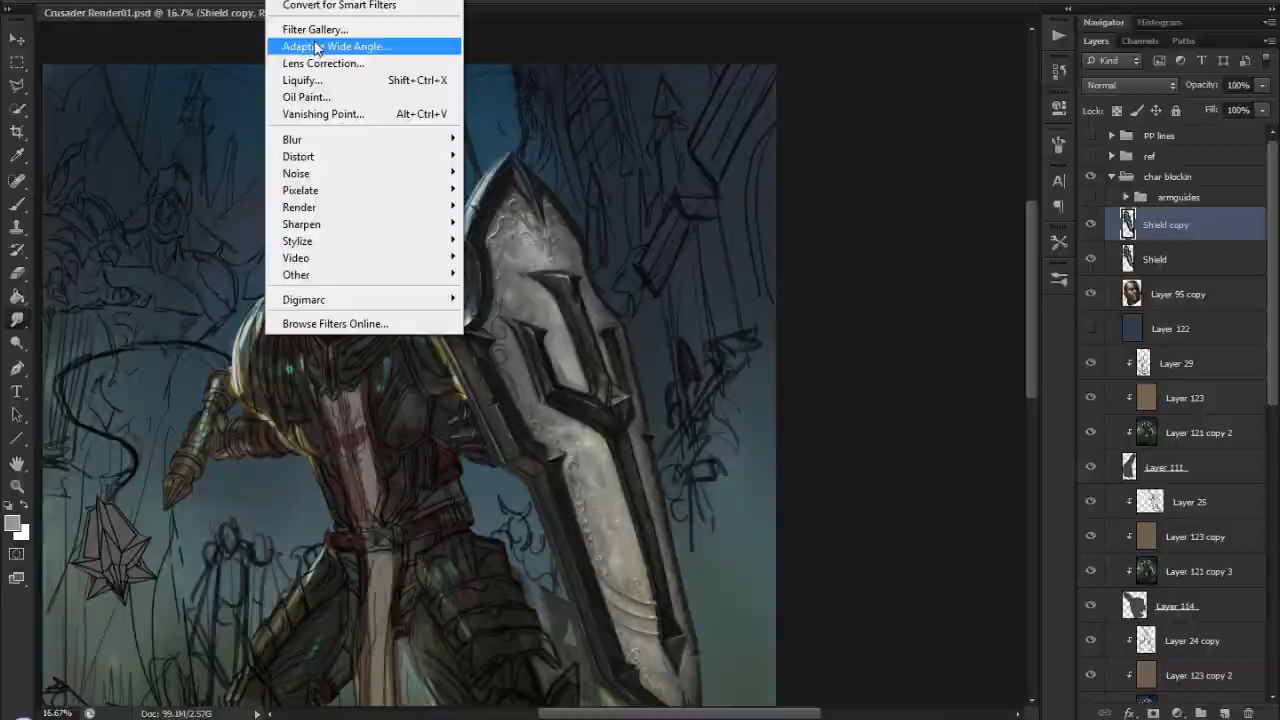 Crusader Render01.psd @ 16.7% (Shield copy, R
Convert for Smart Filters
Filter Gallery...
Adaptive Wide Angle...
Lens Correction...
Liquify... Shift+Ctrl+X
Oil Paint...
Vanishing Point... Alt+Ctrl+V
Blur
Distort
Noise
Pixelate
Render
Sharpen
Stylize
Video
Other
Digimarc
Browse Filters Online...
Navigator Histogram
Layers Channels Paths
Kind
Normal Opacity: 100%
Lock: Fill: 100%
PP lines
ref
char blockin
armguides
Shield copy
Shield
Layer 95 copy
Layer 122
Layer 29
Layer 123
Layer 121 copy 2
Layer 111
Layer 25
Layer 123 copy
Layer 121 copy 3
Layer 114
Layer 24 copy
Layer 123 copy 2
16.67% Doc: 99.1M/2.57G